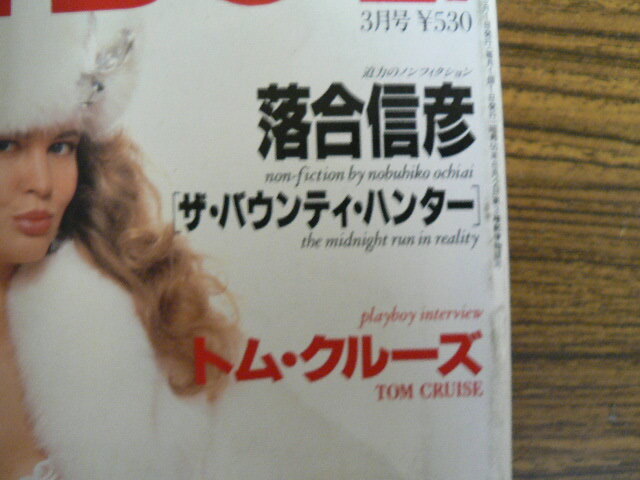 3月号 ¥530
迫力のノンフィクション
落合信彦
non-fiction by nobuhiko ochiai
[ザ・バウンティ・ハンター]
the midnight run in reality
playboy interview
トム・クルーズ
TOM CRUISE